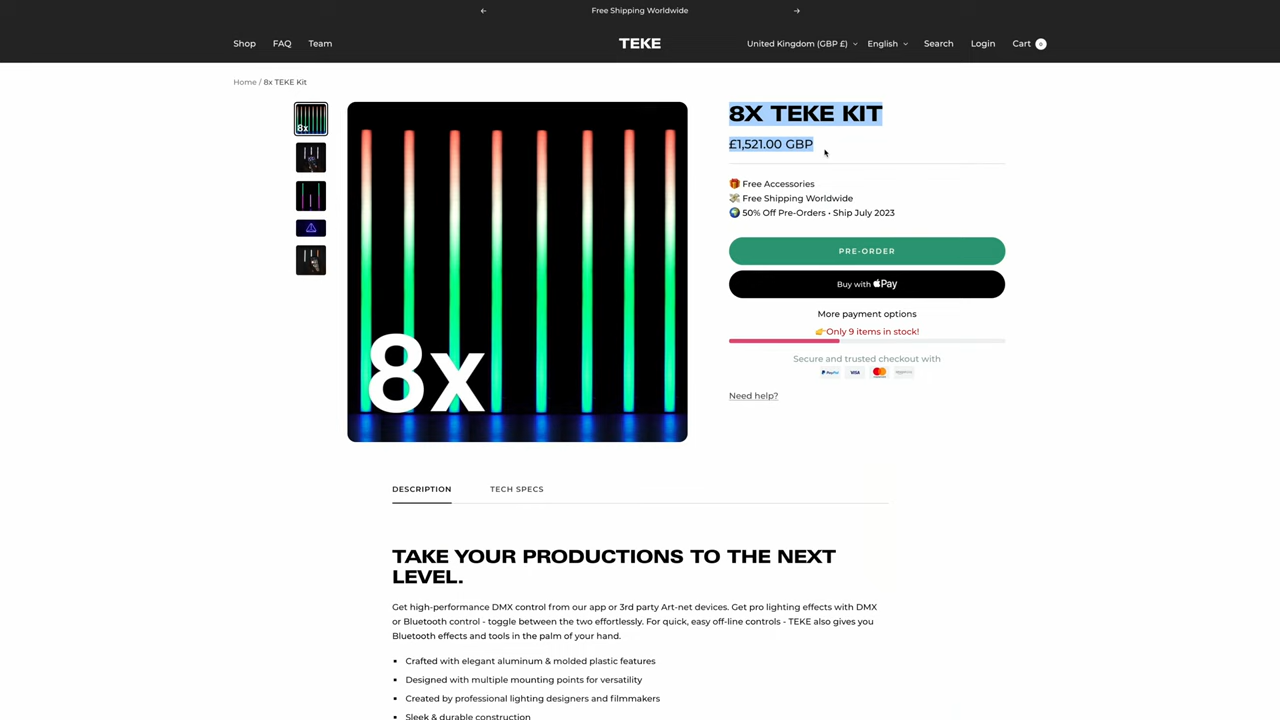 Free Shipping Worldwide
Shop FAQ Team
TEKE
United Kingdom (GBP £) English Search Login Cart 0
Home / 8x TEKE Kit
8x
8X TEKE KIT
£1,521.00 GBP
🎁 Free Accessories
💸 Free Shipping Worldwide
🌍 50% Off Pre-Orders • Ship July 2023
PRE-ORDER
Buy with Pay
More payment options
👉Only 9 items in stock!
Secure and trusted checkout with
PayPal VISA
Need help?
8x
DESCRIPTION TECH SPECS
TAKE YOUR PRODUCTIONS TO THE NEXT
LEVEL.
Get high-performance DMX control from our app or 3rd party Art-net devices. Get pro lighting effects with DMX
or Bluetooth control - toggle between the two effortlessly. For quick, easy off-line controls - TEKE also gives you
Bluetooth effects and tools in the palm of your hand.
• Crafted with elegant aluminum & molded plastic features
• Designed with multiple mounting points for versatility
• Created by professional lighting designers and filmmakers
• Sleek & durable construction